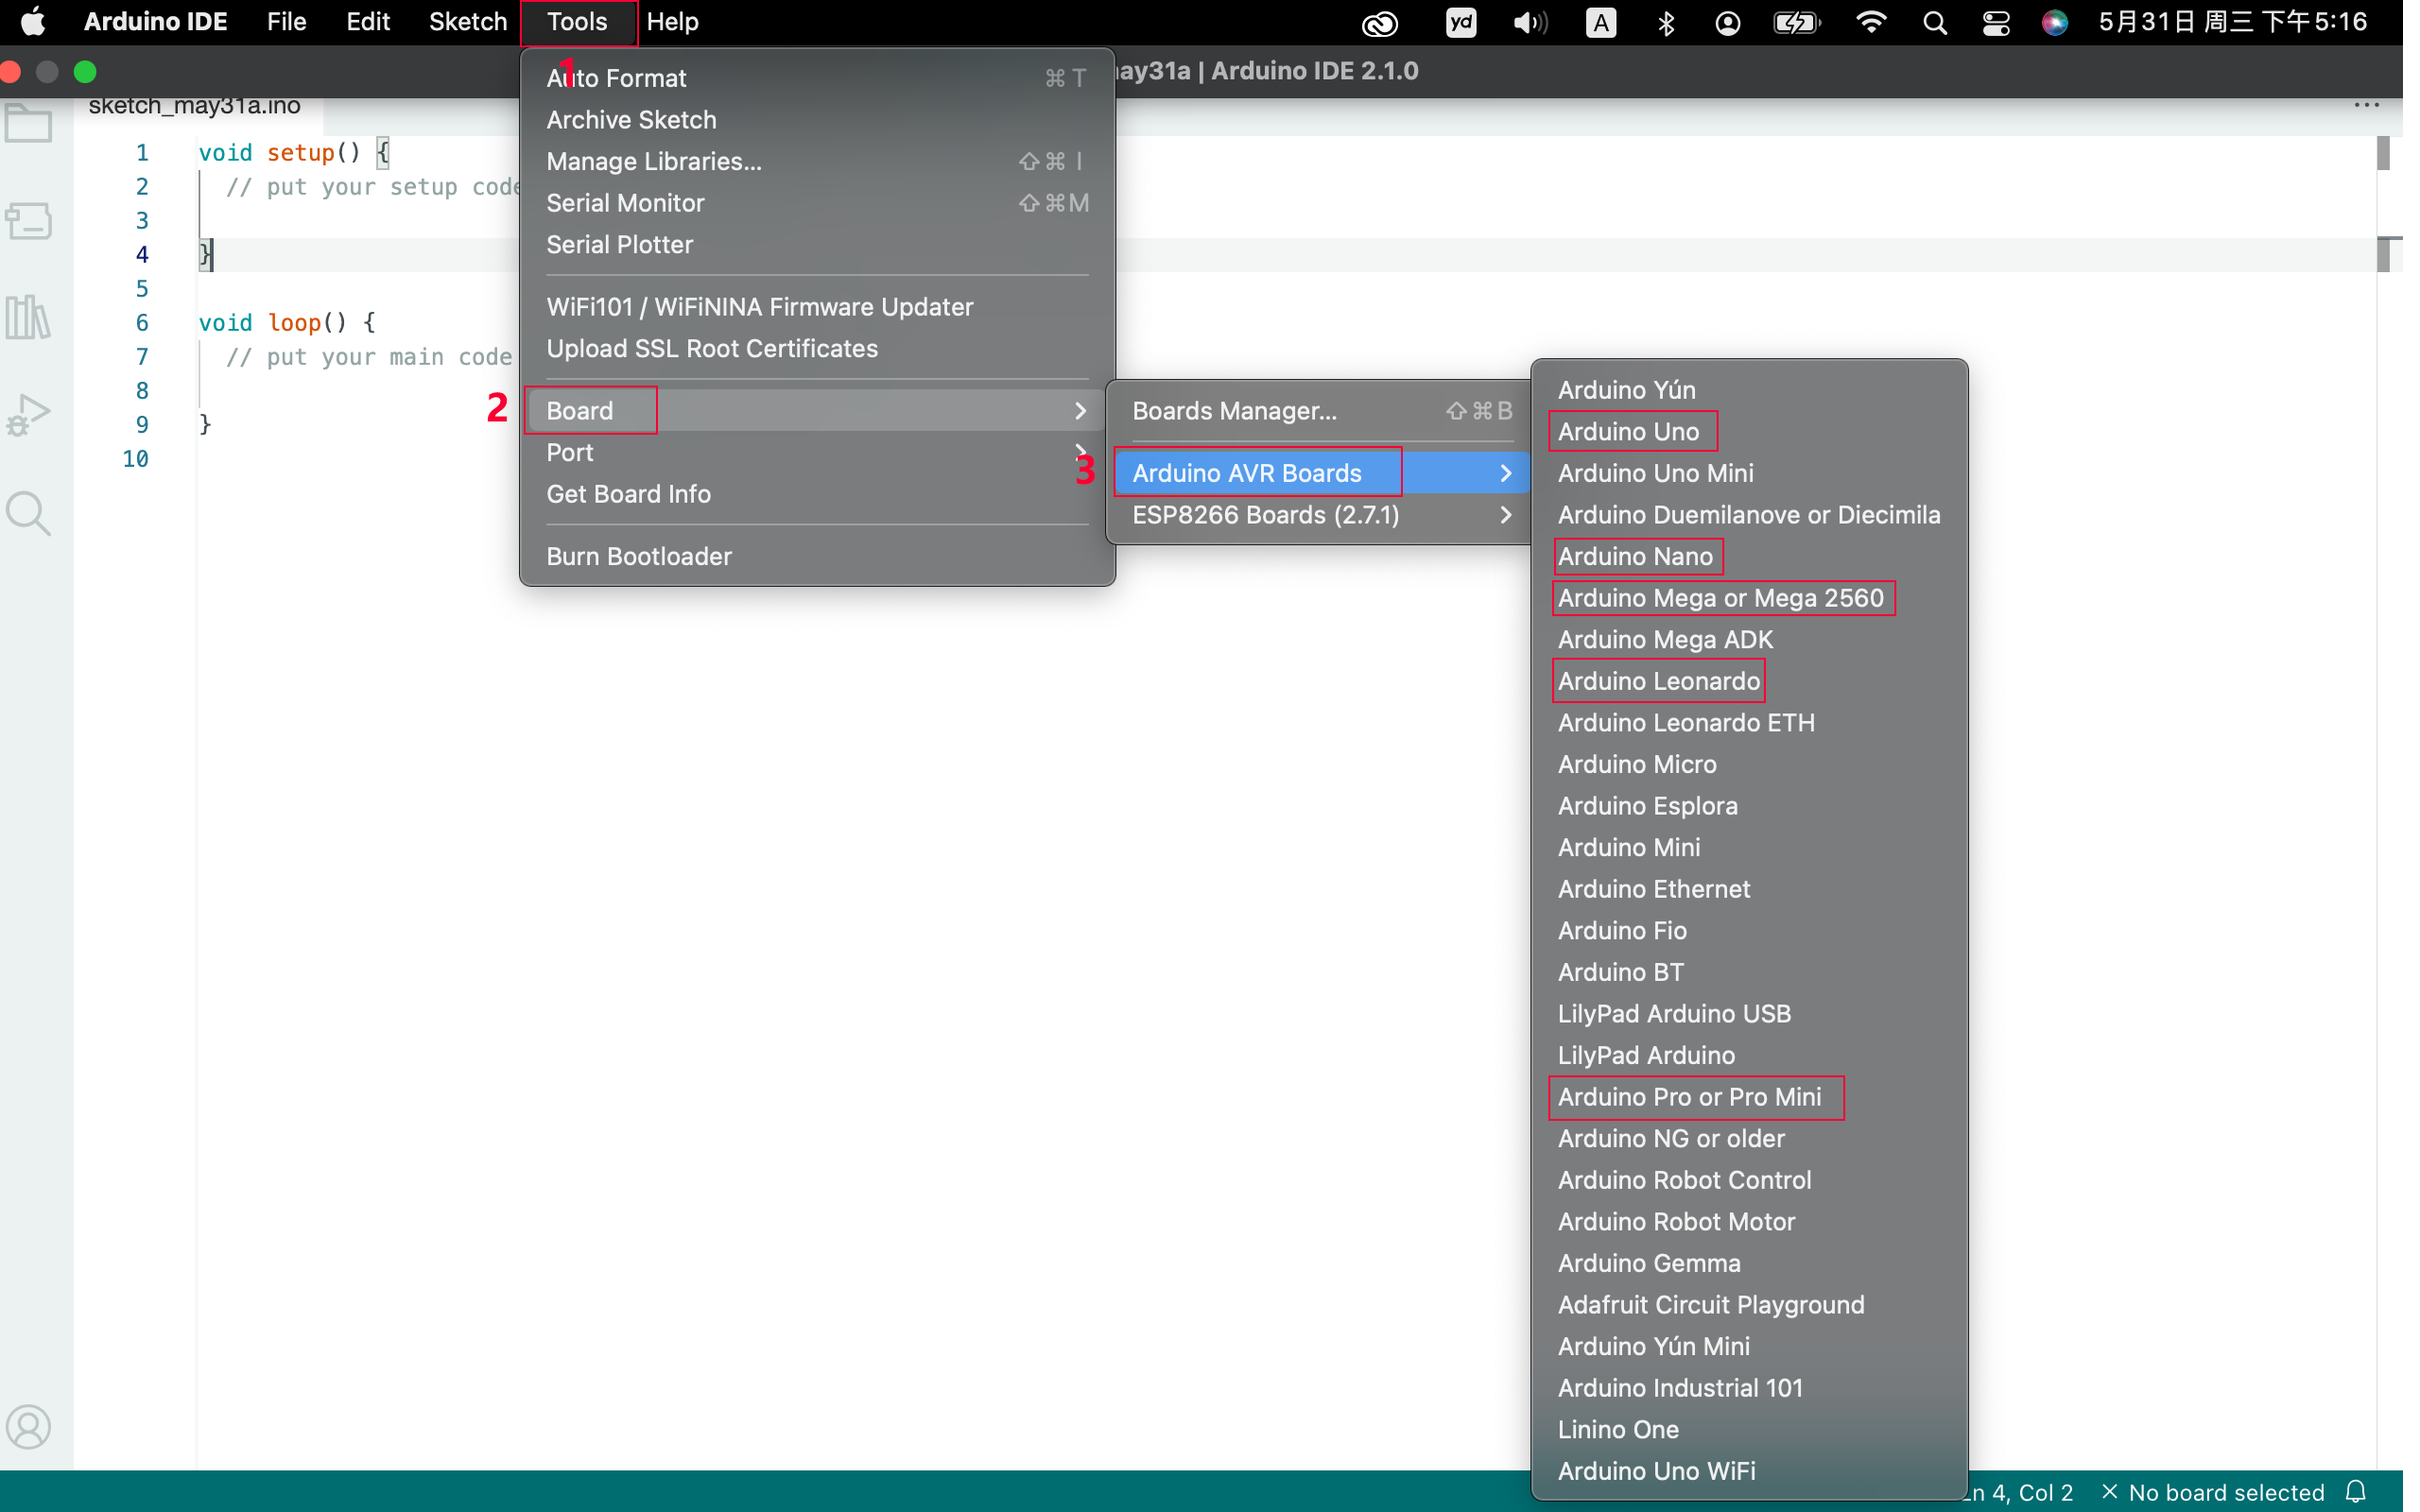 Arduino IDE File Edit Sketch Tools Help yd A 5月31日 周三 下午5:16
1
ay31a | Arduino IDE 2.1.0
sketch_may31a.ino
1 void setup() {
2 // put your setup code
3
4 }
5
6 void loop() {
7 // put your main code
8
9 }
10
Auto Format ⌘ T
Archive Sketch
Manage Libraries... ⇧ ⌘ I
Serial Monitor ⇧ ⌘ M
Serial Plotter
WiFi101 / WiFiNINA Firmware Updater
Upload SSL Root Certificates
2 Board
Port
Get Board Info
Burn Bootloader
Boards Manager... ⇧ ⌘ B
3 Arduino AVR Boards
ESP8266 Boards (2.7.1)
Arduino Yún
Arduino Uno
Arduino Uno Mini
Arduino Duemilanove or Diecimila
Arduino Nano
Arduino Mega or Mega 2560
Arduino Mega ADK
Arduino Leonardo
Arduino Leonardo ETH
Arduino Micro
Arduino Esplora
Arduino Mini
Arduino Ethernet
Arduino Fio
Arduino BT
LilyPad Arduino USB
LilyPad Arduino
Arduino Pro or Pro Mini
Arduino NG or older
Arduino Robot Control
Arduino Robot Motor
Arduino Gemma
Adafruit Circuit Playground
Arduino Yún Mini
Arduino Industrial 101
Linino One
Arduino Uno WiFi
Ln 4, Col 2 × No board selected